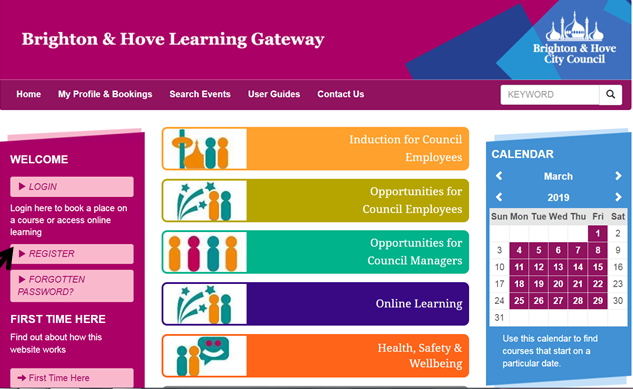 Brighton & Hove Learning Gateway
Brighton & Hove
City Council
Home My Profile & Bookings Search Events User Guides Contact Us
KEYWORD
WELCOME
LOGIN
Login here to book a place on
a course or access online
learning
REGISTER
FORGOTTEN
PASSWORD?
FIRST TIME HERE
Find out about how this
website works
First Time Here
Induction for Council
Employees
Opportunities for
Council Employees
Opportunities for
Council Managers
Online Learning
Health, Safety &
Wellbeing
CALENDAR
March
2019
Sun Mon Tue Wed Thu Fri Sat
1 2
3 4 5 6 7 8 9
10 11 12 13 14 15 16
17 18 19 20 21 22 23
24 25 26 27 28 29 30
31
Use this calendar to find
courses that start on a
particular date.